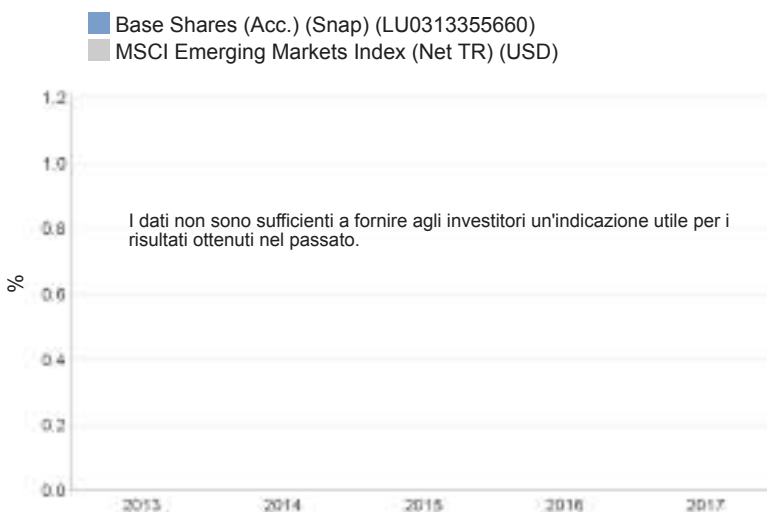 Base Shares (Acc.) (Snap) (LU0313355660)
MSCI Emerging Markets Index (Net TR) (USD)
1.2
1.0
I dati non sono sufficienti a fornire agli investitori un'indicazione utile per i
0.8
risultati ottenuti nel passato.
%
0.6
0.4
0.2
0.0
2013 2014 2015 2016 2017